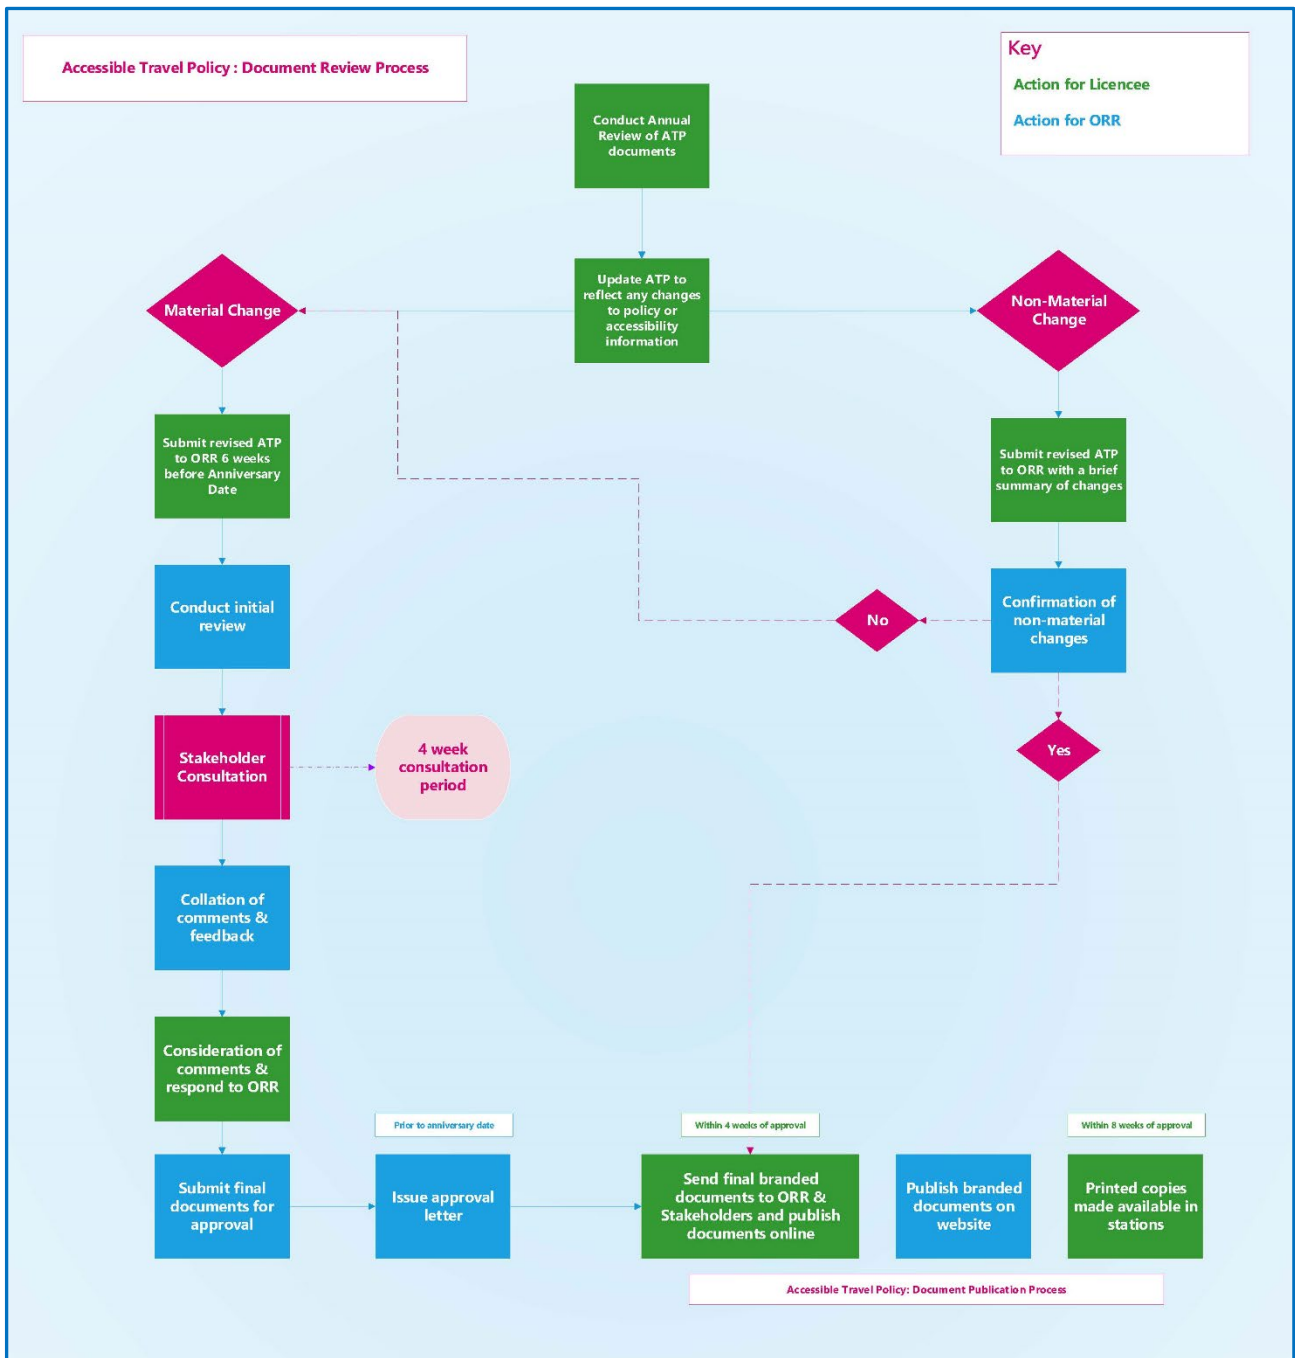 Accessible Travel Policy : Document Review Process
Key
Action for Licencee
Action for ORR
Conduct Annual
Review of ATP
documents
Material Change
Update ATP to
reflect any changes
to policy or
accessibility
information
Non-Material
Change
Submit revised ATP
to ORR 6 weeks
before Anniversary
Date
Submit revised ATP
to ORR with a brief
summary of changes
Conduct initial
review
No
Confirmation of
non-material
changes
Stakeholder
Consultation
4 week
consultation
period
Yes
Collation of
comments &
feedback
Consideration of
comments &
respond to ORR
Prior to anniversary date
Within 4 weeks of approval
Within 8 weeks of approval
Submit final
documents for
approval
Issue approval
letter
Send final branded
documents to ORR &
Stakeholders and publish
documents online
Publish branded
documents on
website
Printed copies
made available in
stations
Accessible Travel Policy: Document Publication Process